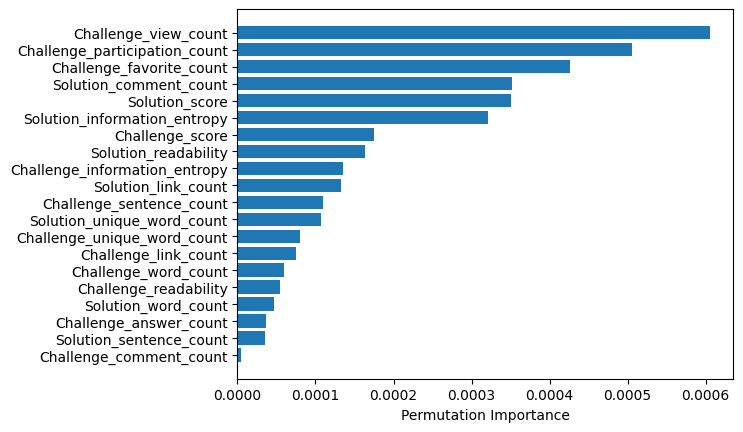 Challenge_view_count
Challenge_participation_count
Challenge_favorite_count
Solution_comment_count
Solution_score
Solution_information_entropy
Challenge_score
Solution_readability
Challenge_information_entropy
Solution_link_count
Challenge_sentence_count
Solution_unique_word_count
Challenge_unique_word_count
Challenge_link_count
Challenge_word_count
Challenge_readability
Solution_word_count
Challenge_answer_count
Solution_sentence_count
Challenge_comment_count
0.0000 0.0001 0.0002 0.0003 0.0004 0.0005 0.0006
Permutation Importance